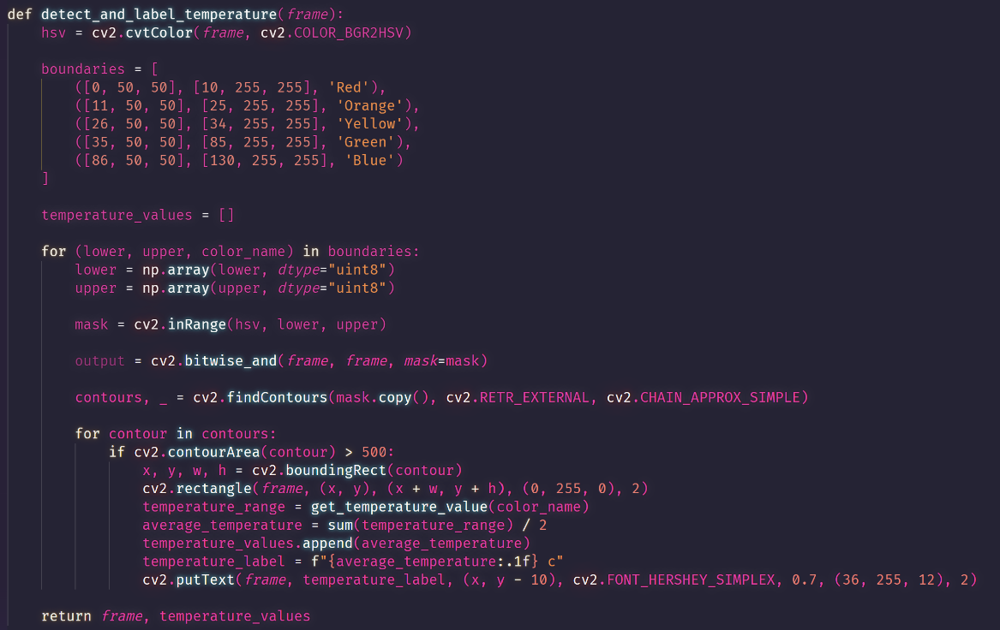 def detect_and_label_temperature(frame):
    hsv = cv2.cvtColor(frame, cv2.COLOR_BGR2HSV)

    boundaries = [
        ([0, 50, 50], [10, 255, 255], 'Red'),
        ([11, 50, 50], [25, 255, 255], 'Orange'),
        ([26, 50, 50], [34, 255, 255], 'Yellow'),
        ([35, 50, 50], [85, 255, 255], 'Green'),
        ([86, 50, 50], [130, 255, 255], 'Blue')
    ]

    temperature_values = []

    for (lower, upper, color_name) in boundaries:
        lower = np.array(lower, dtype="uint8")
        upper = np.array(upper, dtype="uint8")

        mask = cv2.inRange(hsv, lower, upper)

        output = cv2.bitwise_and(frame, frame, mask=mask)

        contours, _ = cv2.findContours(mask.copy(), cv2.RETR_EXTERNAL, cv2.CHAIN_APPROX_SIMPLE)

        for contour in contours:
            if cv2.contourArea(contour) > 500:
                x, y, w, h = cv2.boundingRect(contour)
                cv2.rectangle(frame, (x, y), (x + w, y + h), (0, 255, 0), 2)
                temperature_range = get_temperature_value(color_name)
                average_temperature = sum(temperature_range) / 2
                temperature_values.append(average_temperature)
                temperature_label = f"{average_temperature:.1f} c"
                cv2.putText(frame, temperature_label, (x, y - 10), cv2.FONT_HERSHEY_SIMPLEX, 0.7, (36, 255, 12), 2)

    return frame, temperature_values